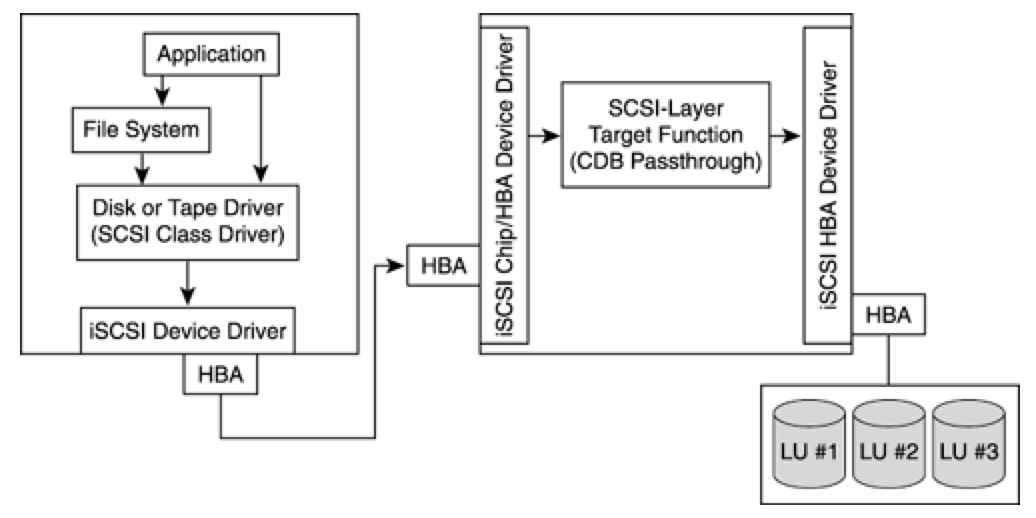 Application
File System
Disk or Tape Driver
(SCSI Class Driver)
iSCSI Device Driver
HBA
HBA
iSCSI Chip/HBA Device Driver
SCSI-Layer
Target Function
(CDB Passthrough)
iSCSI HBA Device Driver
HBA
LU #1
LU #2
LU #3